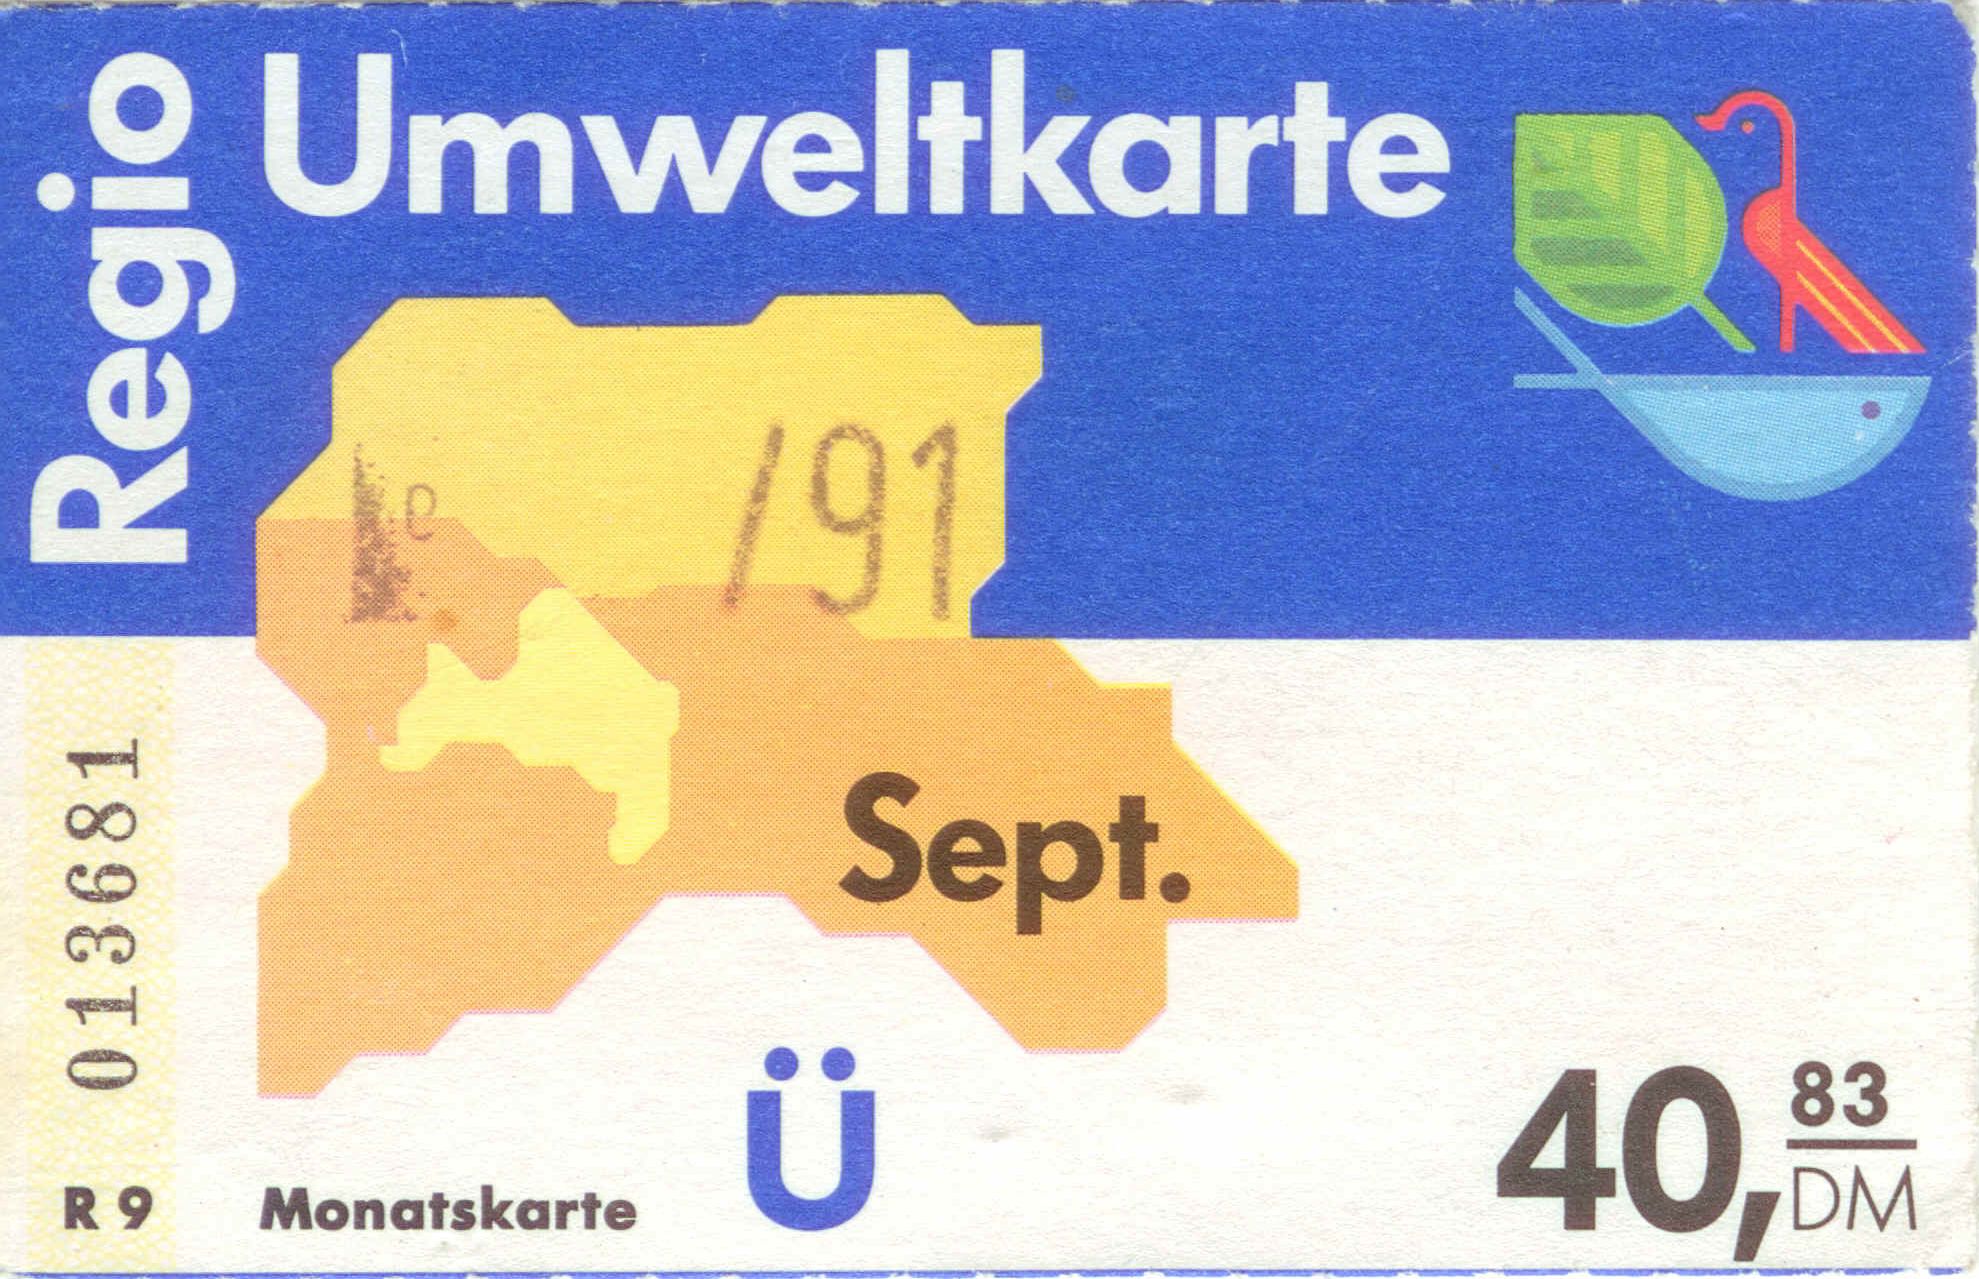 Regio
Umweltkarte
/91
Sept.
013681
R 9
Monatskarte
Ü
40,83
DM